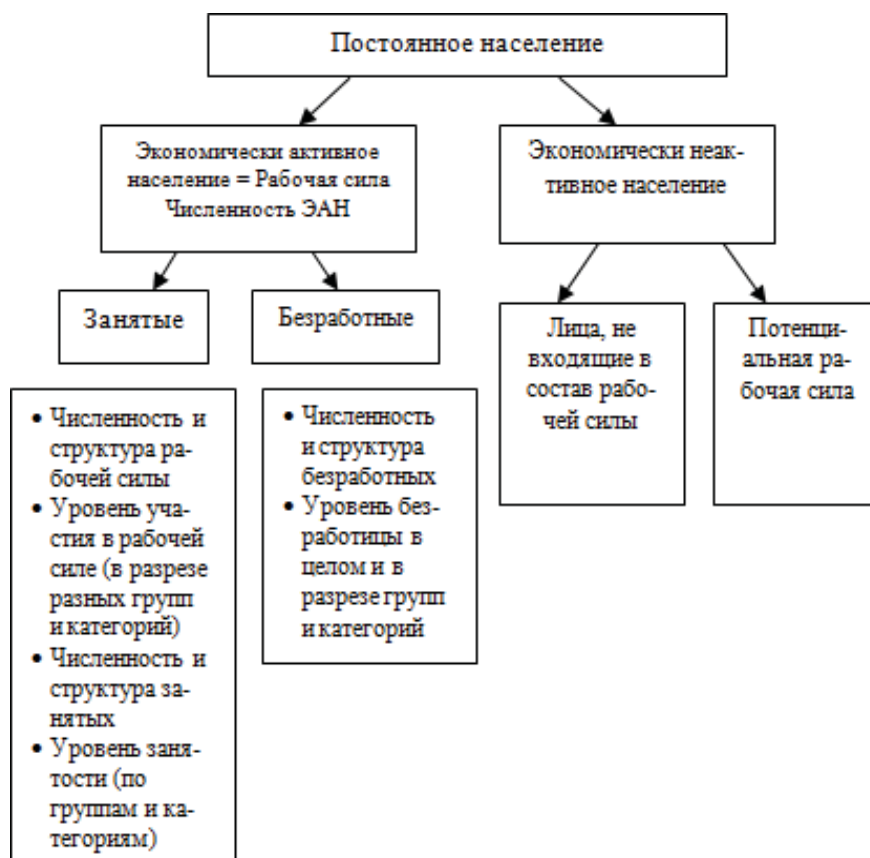 Постоянное население
Экономически активное
население = Рабочая сила
Численность ЭАН
Экономически неак-
тивное население
Занятые
Безработные
Лица, не
входящие в
состав рабо-
чей силы
Потенци-
альная ра-
бочая сила
• Численность и
структура ра-
бочей силы
• Уровень уча-
стия в рабочей
силе (в разрезе
разных групп
и категорий)
• Численность и
структура за-
нятых
• Уровень заня-
тости (по
группам и ка-
тегориям)
• Численность
и структура
безработных
• Уровень без-
работицы в
целом и в
разрезе групп
и категорий